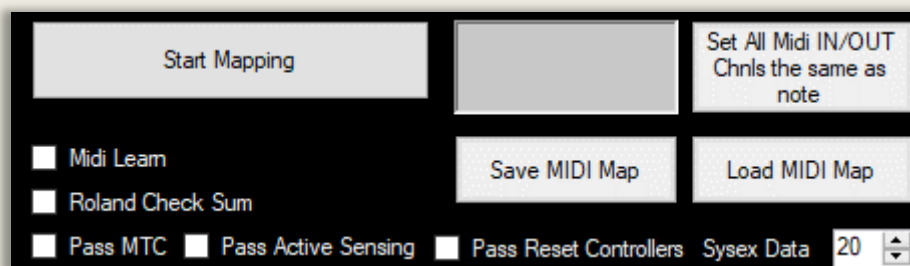 Start Mapping
Set All Midi IN/OUT
Chnls the same as
note
Midi Learn
Save MIDI Map
Load MIDI Map
Roland Check Sum
Pass MTC Pass Active Sensing Pass Reset Controllers Sysex Data 20